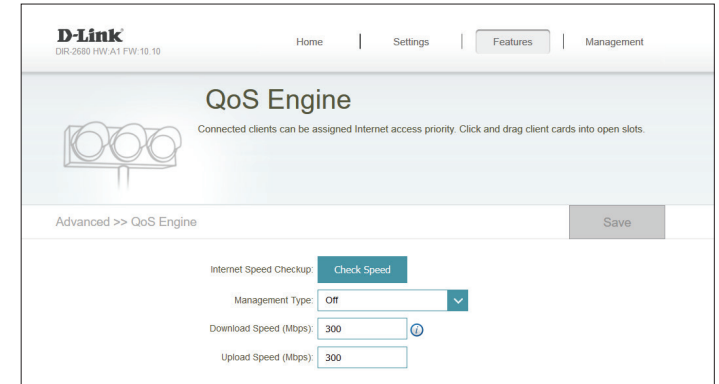 D-Link
DIR-2680 HW:A1 FW:10.10
Home Settings Features Management
QoS Engine
Connected clients can be assigned Internet access priority. Click and drag client cards into open slots.
Advanced >> QoS Engine Save
Internet Speed Checkup: Check Speed
Management Type: Off
Download Speed (Mbps): 300 i
Upload Speed (Mbps): 300